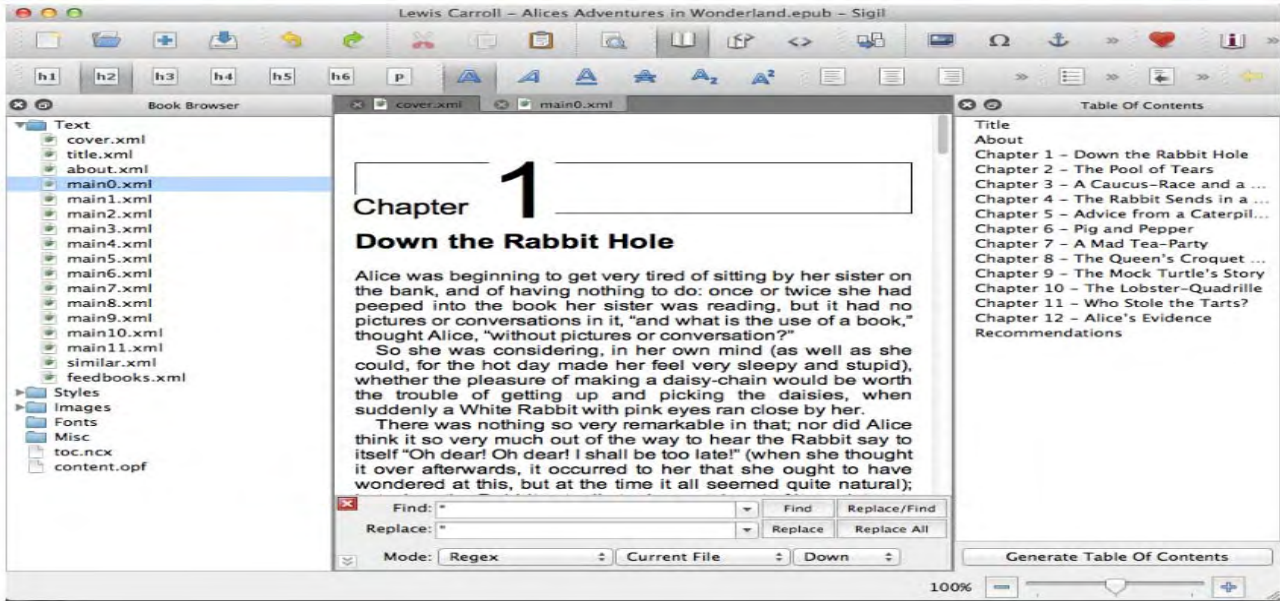 Lewis Carroll – Alices Adventures in Wonderland.epub – Sigil
h1 h2 h3 h4 h5 h6 P A A A A Az A²
Book Browser
Text
cover.xml
title.xml
about.xml
main0.xml
main1.xml
main2.xml
main3.xml
main4.xml
main5.xml
main6.xml
main7.xml
main8.xml
main9.xml
main10.xml
main11.xml
similar.xml
feedbooks.xml
Styles
Images
Fonts
Misc
toc.ncx
content.opf
cover.xml main0.xml
Chapter 1
Down the Rabbit Hole
Alice was beginning to get very tired of sitting by her sister on
the bank, and of having nothing to do: once or twice she had
peeped into the book her sister was reading, but it had no
pictures or conversations in it, “and what is the use of a book,”
thought Alice, “without pictures or conversation?”
So she was considering, in her own mind (as well as she
could, for the hot day made her feel very sleepy and stupid),
whether the pleasure of making a daisy-chain would be worth
the trouble of getting up and picking the daisies, when
suddenly a White Rabbit with pink eyes ran close by her.
There was nothing so very remarkable in that; nor did Alice
think it so very much out of the way to hear the Rabbit say to
itself “Oh dear! Oh dear! I shall be too late!” (when she thought
it over afterwards, it occurred to her that she ought to have
wondered at this, but at the time it all seemed quite natural);
Find: * Find Replace/Find
Replace: * Replace Replace All
Mode: Regex Current File Down
Table Of Contents
Title
About
Chapter 1 – Down the Rabbit Hole
Chapter 2 – The Pool of Tears
Chapter 3 – A Caucus-Race and a ...
Chapter 4 – The Rabbit Sends in a ...
Chapter 5 – Advice from a Caterpil...
Chapter 6 – Pig and Pepper
Chapter 7 – A Mad Tea-Party
Chapter 8 – The Queen's Croquet ...
Chapter 9 – The Mock Turtle's Story
Chapter 10 – The Lobster-Quadrille
Chapter 11 – Who Stole the Tarts?
Chapter 12 – Alice's Evidence
Recommendations
Generate Table Of Contents
100%